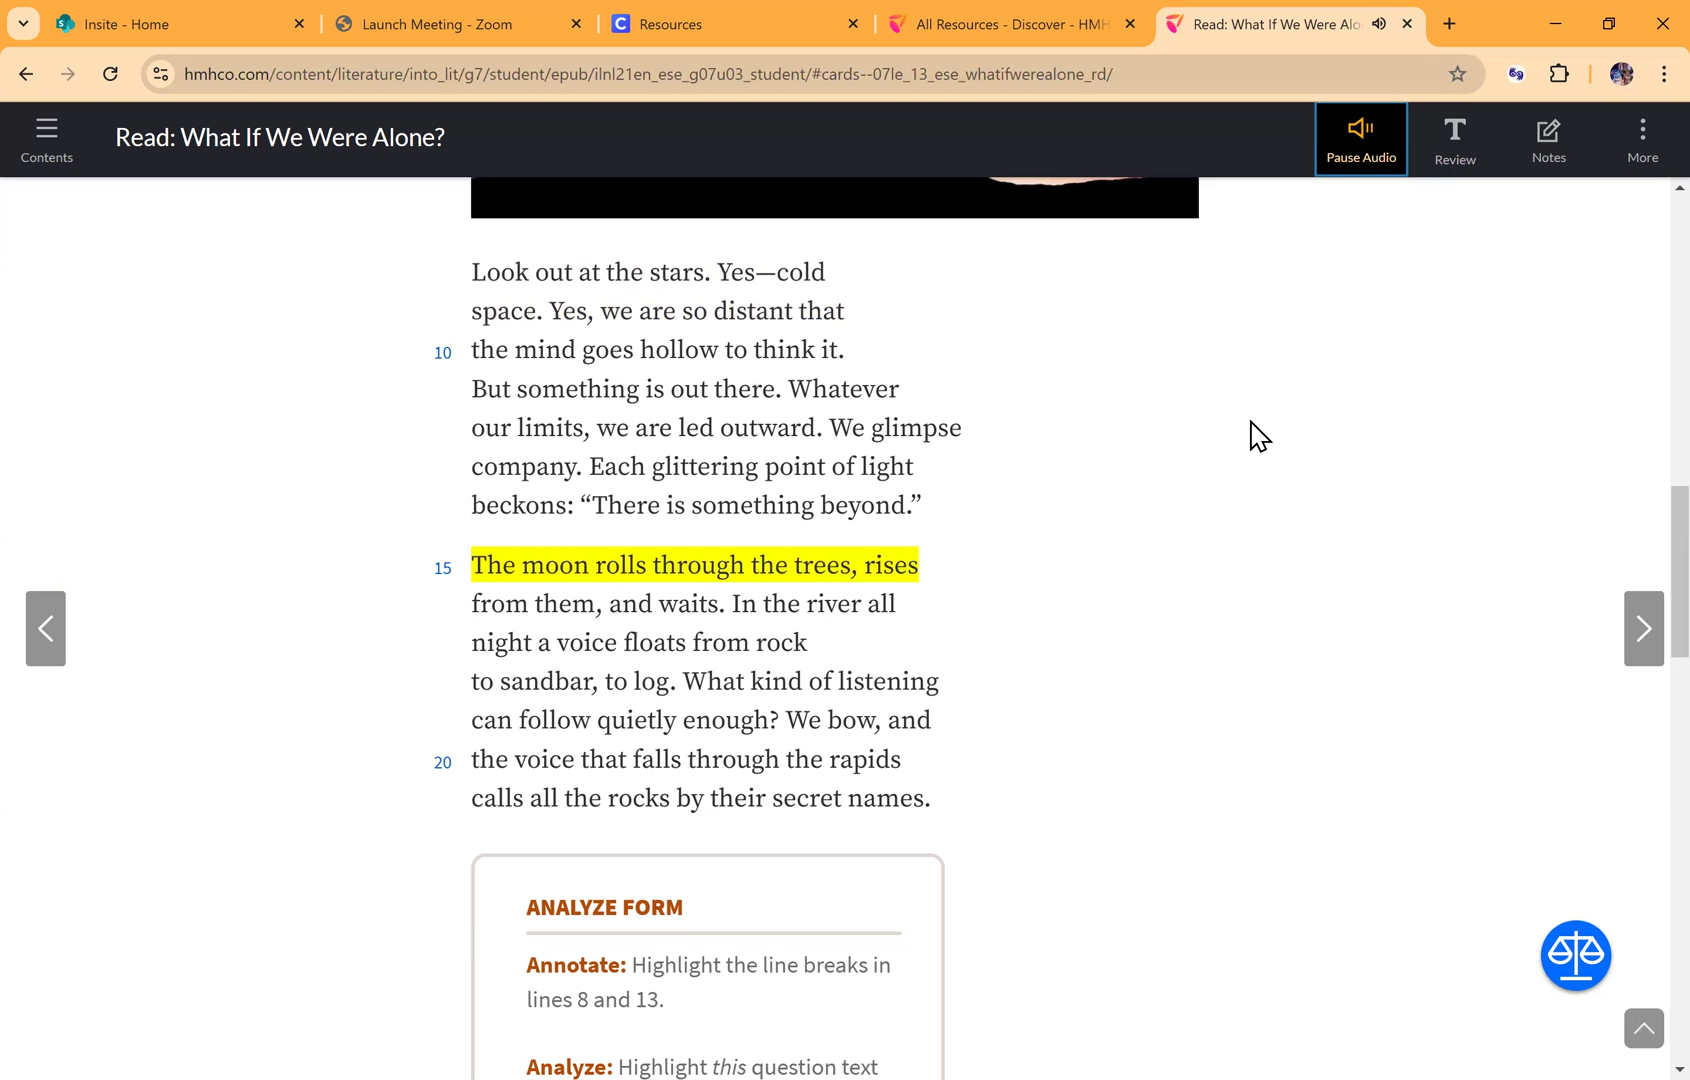 Insite - Home
Launch Meeting - Zoom
Resources
All Resources - Discover - HMH
Read: What If We Were Alo
hmhco.com/content/literature/into_lit/g7/student/epub/ilnl21en_ese_g07u03_student/#cards--07le_13_ese_whatifwerealone_rd/
Contents
Read: What If We Were Alone?
Pause Audio
Review
Notes
More
Look out at the stars. Yes—cold
space. Yes, we are so distant that
10 the mind goes hollow to think it.
But something is out there. Whatever
our limits, we are led outward. We glimpse
company. Each glittering point of light
beckons: “There is something beyond.”
15 The moon rolls through the trees, rises
from them, and waits. In the river all
night a voice floats from rock
to sandbar, to log. What kind of listening
can follow quietly enough? We bow, and
20 the voice that falls through the rapids
calls all the rocks by their secret names.
ANALYZE FORM
Annotate: Highlight the line breaks in
lines 8 and 13.
Analyze: Highlight this question text